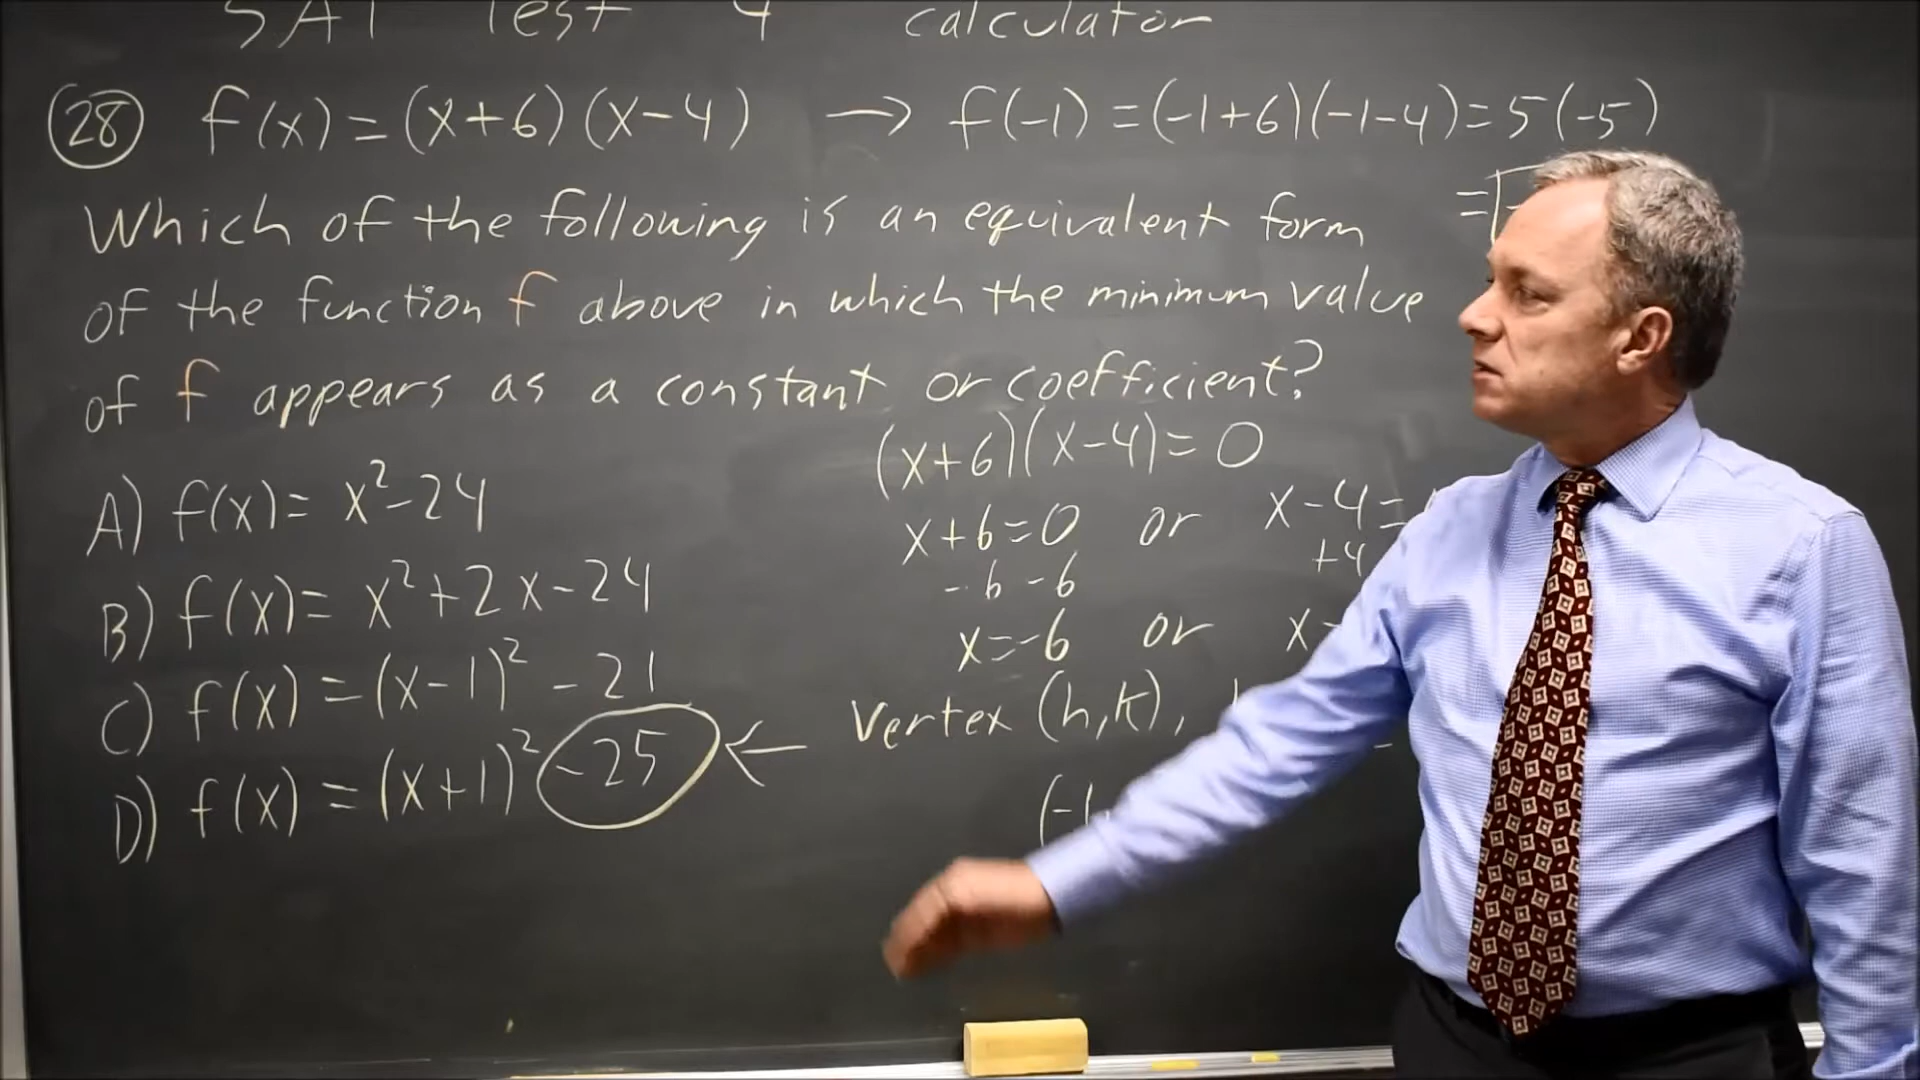 SAT Test 4 calculator
28 f(x) = (x+6)(x-4) → f(-1) = (-1+6)(-1-4) = 5(-5)
=
Which of the following is an equivalent form
of the function f above in which the minimum value
of f appears as a constant or coefficient?
(x+6)(x-4) = 0
A) f(x) = x²-24
x+6=0 or x-4=
-6 -6 +4
B) f(x) = x²+2x-24
x=-6 or x=
C) f(x) = (x-1)² -21
Vertex (h,k),
D) f(x) = (x+1)² -25 ←
(-1